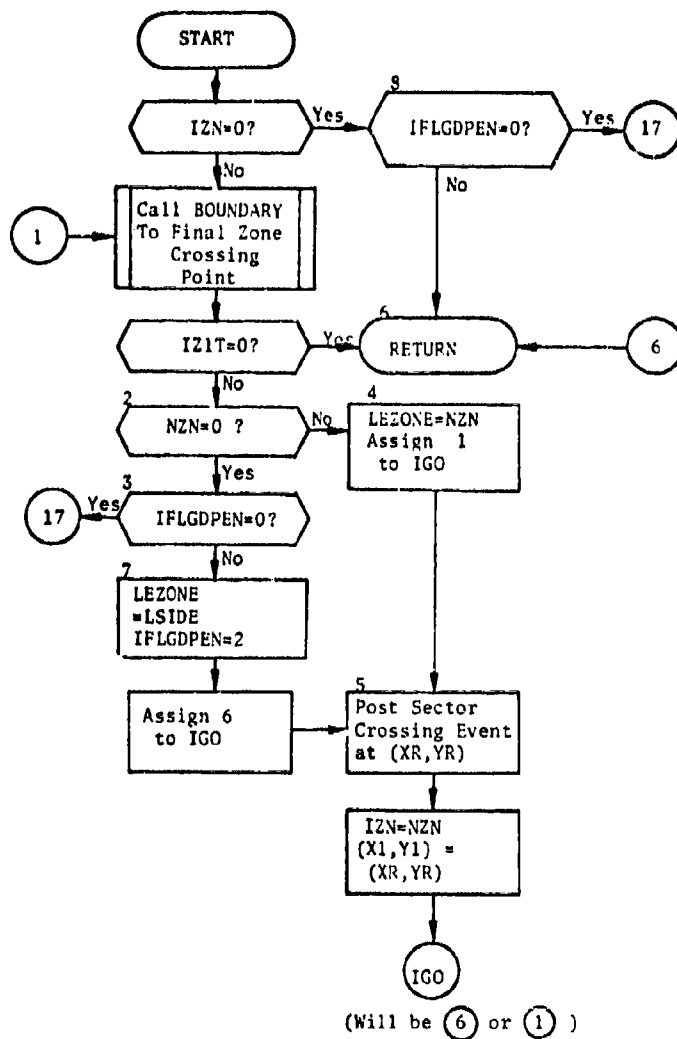 START
IZN=0?
Yes
8
IFLGDPEN=0?
Yes
17
No
No
1
Call BOUNDARY
To Final Zone
Crossing
Point
IZ1T=0?
Yes
6
RETURN
6
No
2
NZN=0 ?
No
4
LEZONE=NZN
Assign 1
to IGO
Yes
3
17
Yes
IFLGDPEN=0?
No
7
LEZONE
=LSIDE
IFLGDPEN=2
Assign 6
to IGO
5
Post Sector
Crossing Event
at (XR,YR)
IZN=NZN
(X1,Y1) =
(XR,YR)
IGO
(Will be 6 or 1 )